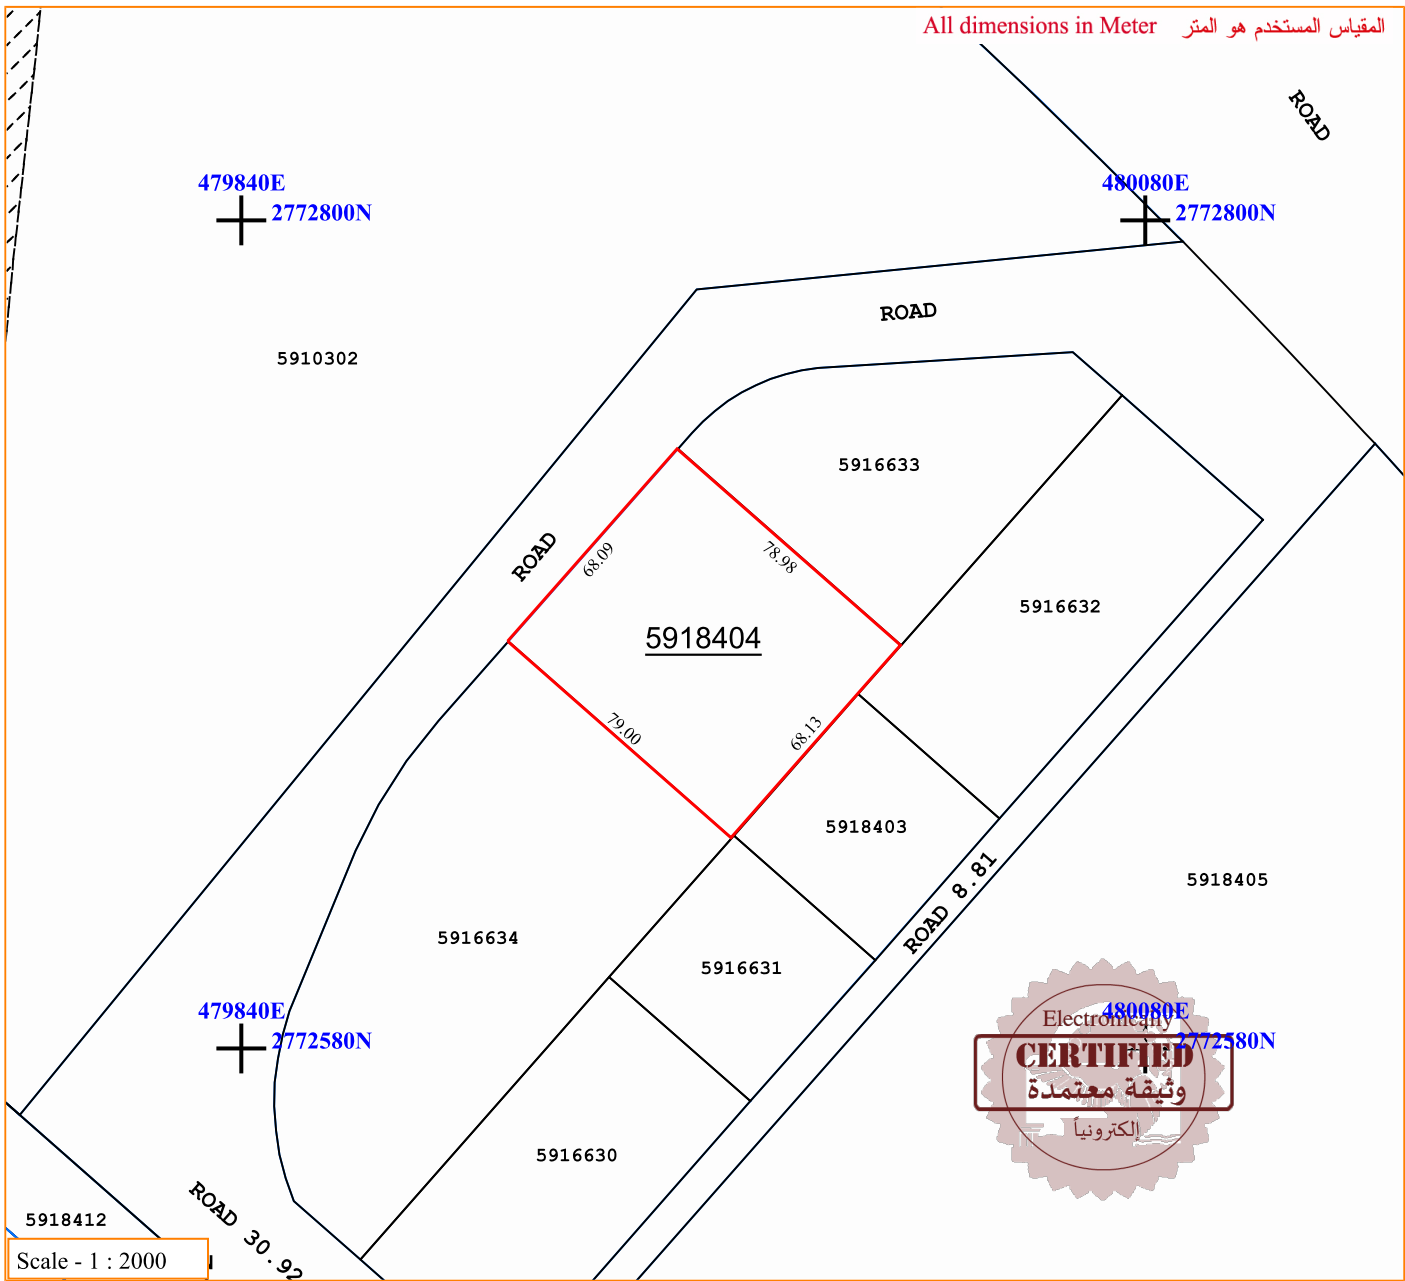 All dimensions in Meter المقياس المستخدم هو المتر
ROAD
479840E
2772800N
480080E
2772800N
ROAD
5910302
5916633
ROAD
68.09
78.98
5916632
5918404
79.00
68.13
5918403
ROAD 8.81
5918405
5916634
5916631
479840E
2772580N
480080E
2772580N
Electronically
CERTIFIED
وثيقة معتمدة
إلكترونياً
5916630
ROAD 30.92
5918412
Scale - 1 : 2000